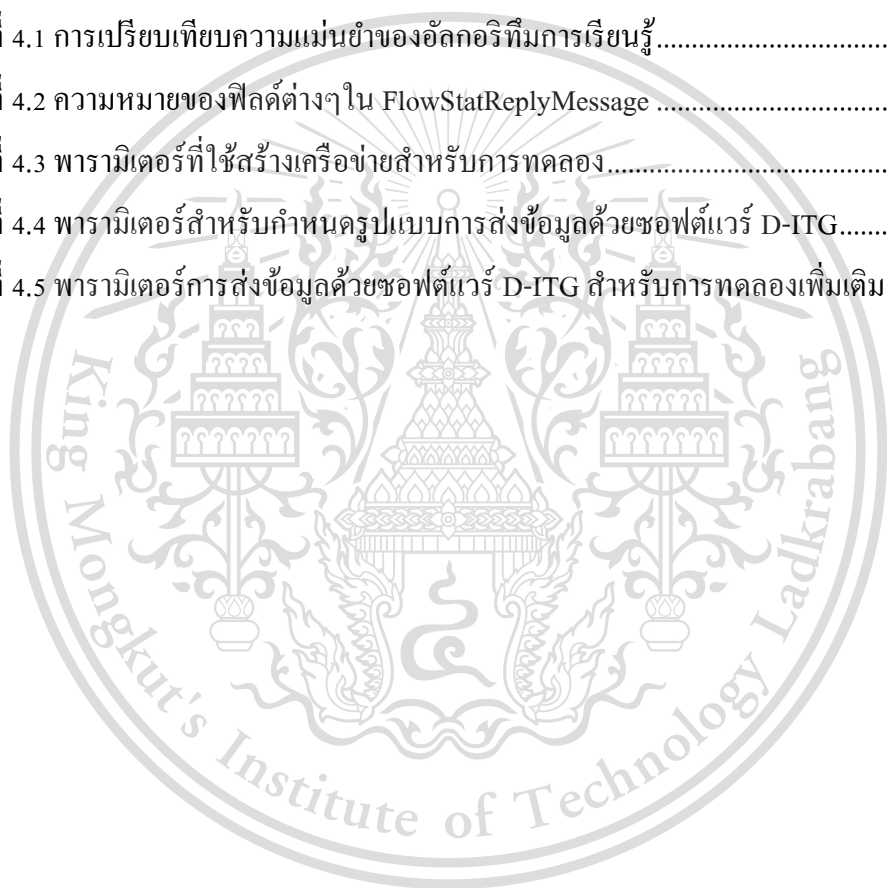 ที่ 4.1 การเปรียบเทียบความแม่นยำของอัลกอริทึมการเรียนรู้................................
ที่ 4.2 ความหมายของฟิลด์ต่างๆใน FlowStatReplyMessage ................................
ที่ 4.3 พารามิเตอร์ที่ใช้สร้างเครือข่ายสำหรับการทดลอง.......................................
ที่ 4.4 พารามิเตอร์สำหรับกำหนดรูปแบบการส่งข้อมูลด้วยซอฟต์แวร์ D-ITG.......
ที่ 4.5 พารามิเตอร์การส่งข้อมูลด้วยซอฟต์แวร์ D-ITG สำหรับการทดลองเพิ่มเติม
King Mongkut's Institute of Technology Ladkrabang